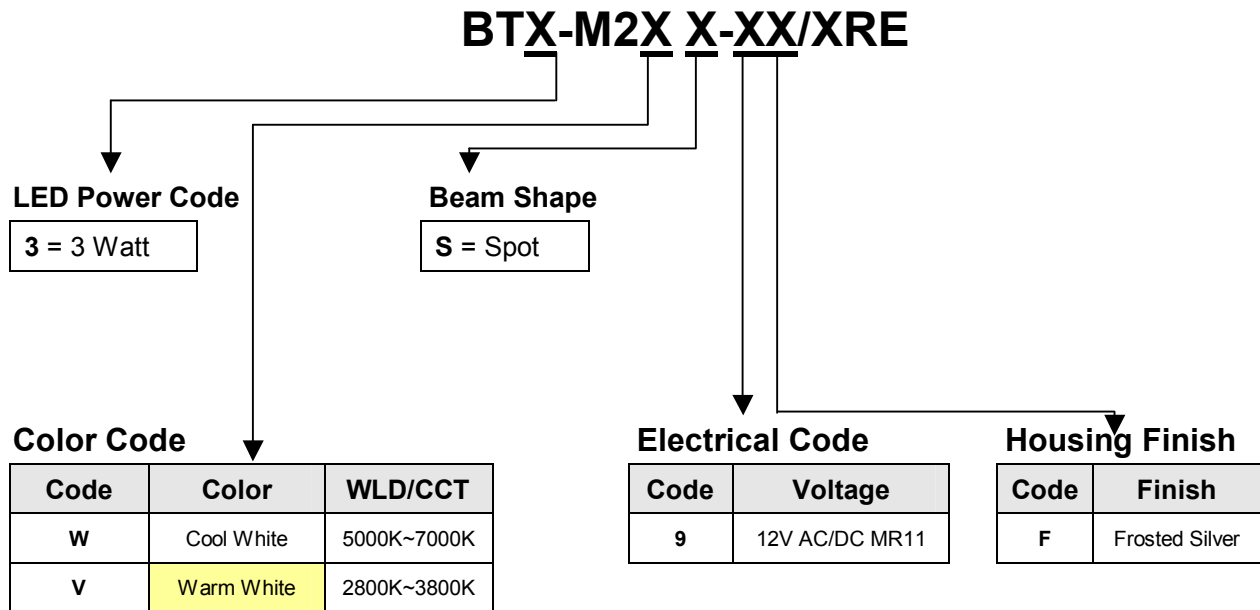 BTX-M2X X-XX/XRE
LED Power Code
3 = 3 Watt
Beam Shape
S = Spot
Color Code
Code Color WLD/CCT
W Cool White 5000K~7000K
V Warm White 2800K~3800K
Electrical Code
Code Voltage
9 12V AC/DC MR11
Housing Finish
Code Finish
F Frosted Silver